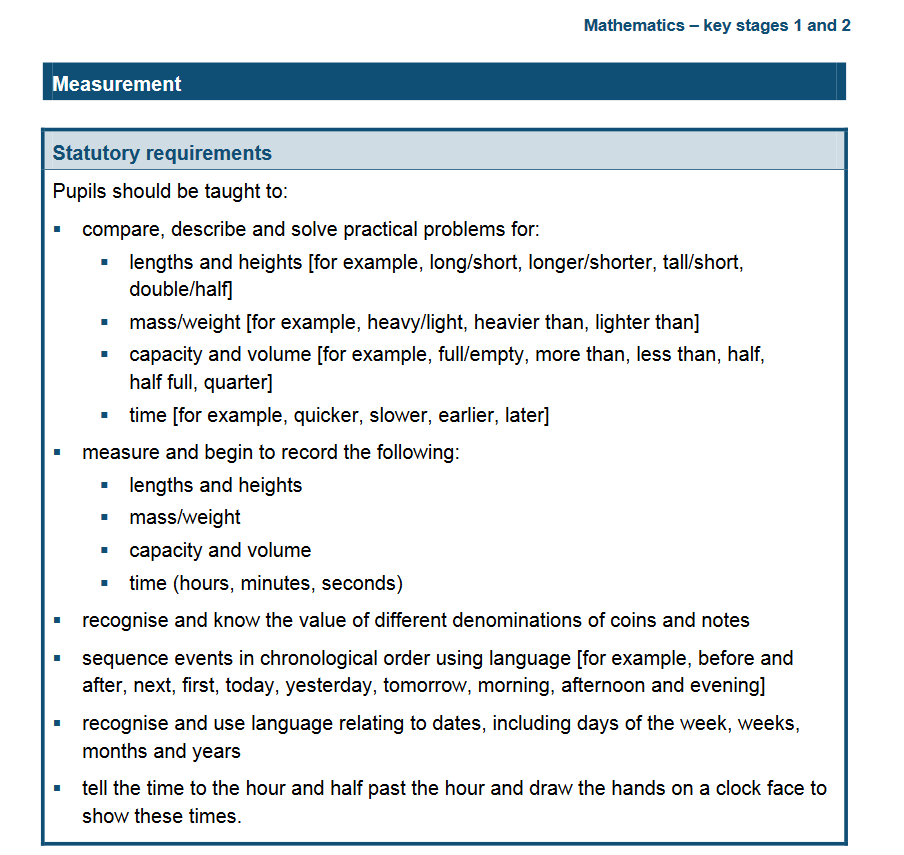 Mathematics – key stages 1 and 2
Measurement
Statutory requirements
Pupils should be taught to:
▪ compare, describe and solve practical problems for:
▪ lengths and heights [for example, long/short, longer/shorter, tall/short,
double/half]
▪ mass/weight [for example, heavy/light, heavier than, lighter than]
▪ capacity and volume [for example, full/empty, more than, less than, half,
half full, quarter]
▪ time [for example, quicker, slower, earlier, later]
▪ measure and begin to record the following:
▪ lengths and heights
▪ mass/weight
▪ capacity and volume
▪ time (hours, minutes, seconds)
▪ recognise and know the value of different denominations of coins and notes
▪ sequence events in chronological order using language [for example, before and
after, next, first, today, yesterday, tomorrow, morning, afternoon and evening]
▪ recognise and use language relating to dates, including days of the week, weeks,
months and years
▪ tell the time to the hour and half past the hour and draw the hands on a clock face to
show these times.